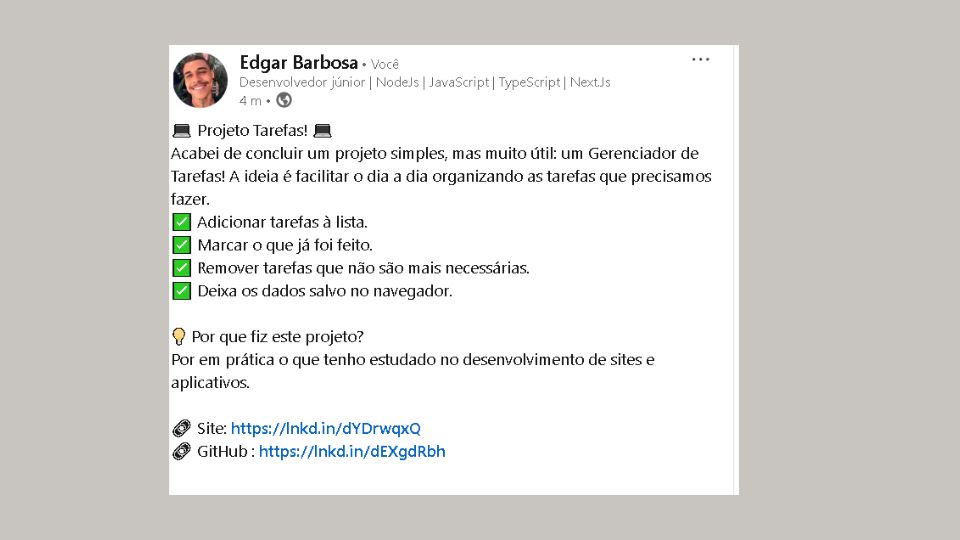 Edgar Barbosa • Você
Desenvolvedor júnior | NodeJs | JavaScript | TypeScript | NextJs
4 m •
💻 Projeto Tarefas! 💻
Acabei de concluir um projeto simples, mas muito útil: um Gerenciador de
Tarefas! A ideia é facilitar o dia a dia organizando as tarefas que precisamos
fazer.
✅ Adicionar tarefas à lista.
✅ Marcar o que já foi feito.
✅ Remover tarefas que não são mais necessárias.
✅ Deixa os dados salvo no navegador.
💡 Por que fiz este projeto?
Por em prática o que tenho estudado no desenvolvimento de sites e
aplicativos.
🔗 Site: https://lnkd.in/dYDrwqxQ
🔗 GitHub : https://lnkd.in/dEXgdRbh